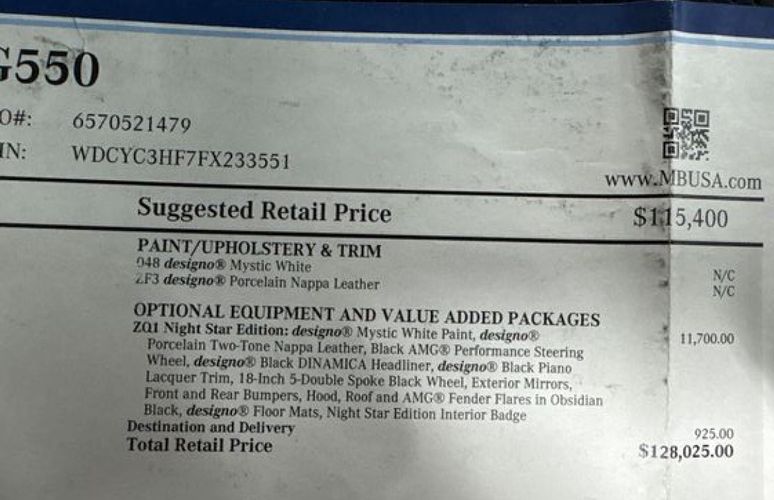 G550
O#: 6570521479
IN: WDCYC3HF7FX233551
www.MBUSA.com
Suggested Retail Price $115,400
PAINT/UPHOLSTERY & TRIM
048 designo® Mystic White N/C
ZF3 designo® Porcelain Nappa Leather N/C
OPTIONAL EQUIPMENT AND VALUE ADDED PACKAGES
ZQ1 Night Star Edition: designo® Mystic White Paint, designo® 11,700.00
Porcelain Two-Tone Nappa Leather, Black AMG® Performance Steering
Wheel, designo® Black DINAMICA Headliner, designo® Black Piano
Lacquer Trim, 18-Inch 5-Double Spoke Black Wheel, Exterior Mirrors,
Front and Rear Bumpers, Hood, Roof and AMG® Fender Flares in Obsidian
Black, designo® Floor Mats, Night Star Edition Interior Badge
Destination and Delivery 925.00
Total Retail Price $128,025.00